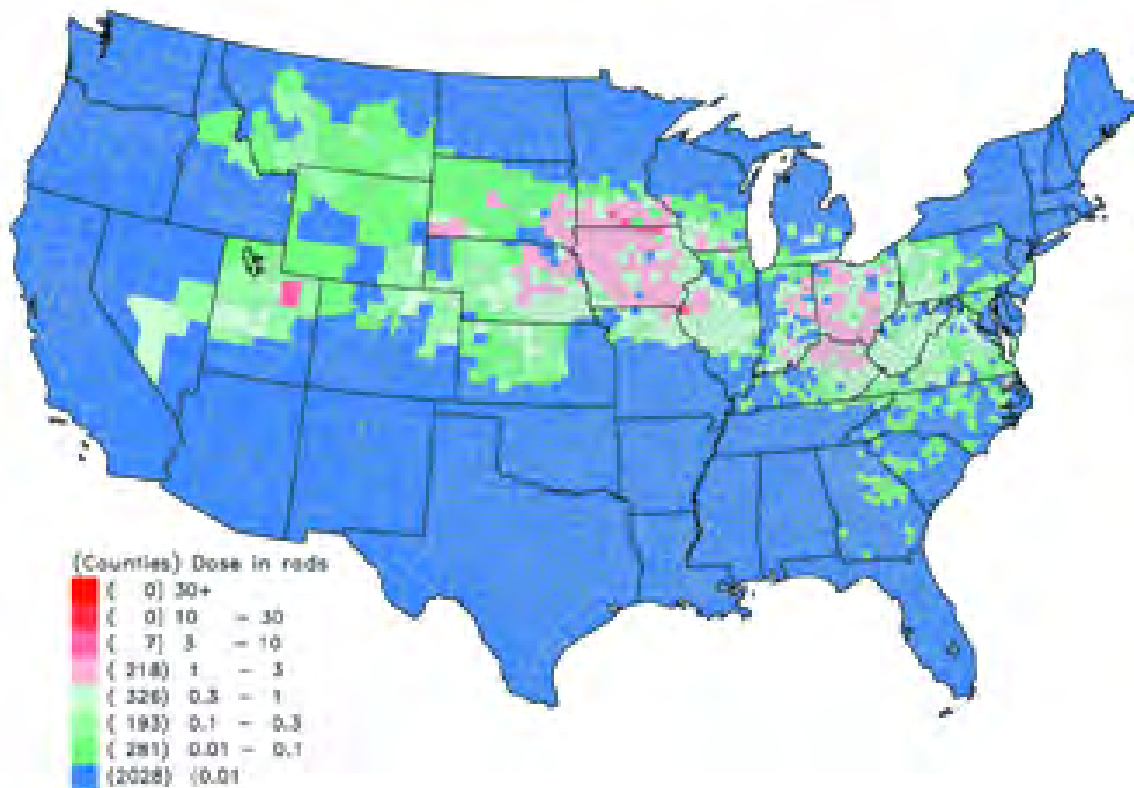 (Counties) Dose in rads
( 0) 30+
( 0) 10 - 30
( 7) 3 - 10
( 218) 1 - 3
( 326) 0.3 - 1
( 193) 0.1 - 0.3
( 281) 0.01 - 0.1
(2028) <0.01